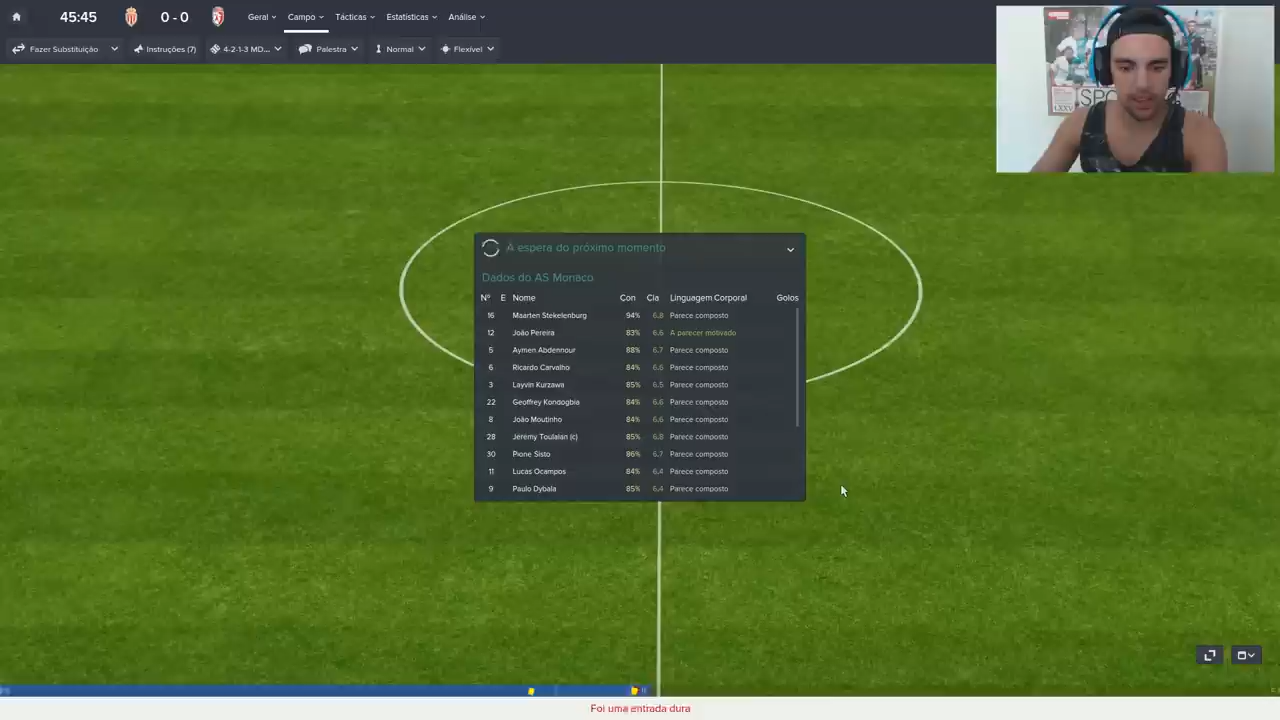 45:45 0 - 0 Geral Campo Tácticas Estatísticas Análise
Fazer Substituição Instruções (7) 4-2-1-3 MD... Palestra Normal Flexível
SPO
LXXV
À espera do próximo momento
Dados do AS Monaco
Nº E Nome Con Cla Linguagem Corporal Golos
16 Maarten Stekelenburg 94% 6.8 Parece composto
12 João Pereira 83% 6.6 A parecer motivado
5 Aymen Abdennour 88% 6.7 Parece composto
6 Ricardo Carvalho 84% 6.6 Parece composto
3 Layvin Kurzawa 85% 6.5 Parece composto
22 Geoffrey Kondogbia 84% 6.6 Parece composto
8 João Moutinho 84% 6.6 Parece composto
28 Jérémy Toulalan (c) 85% 6.8 Parece composto
30 Pione Sisto 86% 6.7 Parece composto
11 Lucas Ocampos 84% 6.4 Parece composto
9 Paulo Dybala 85% 6.4 Parece composto
Foi uma entrada dura